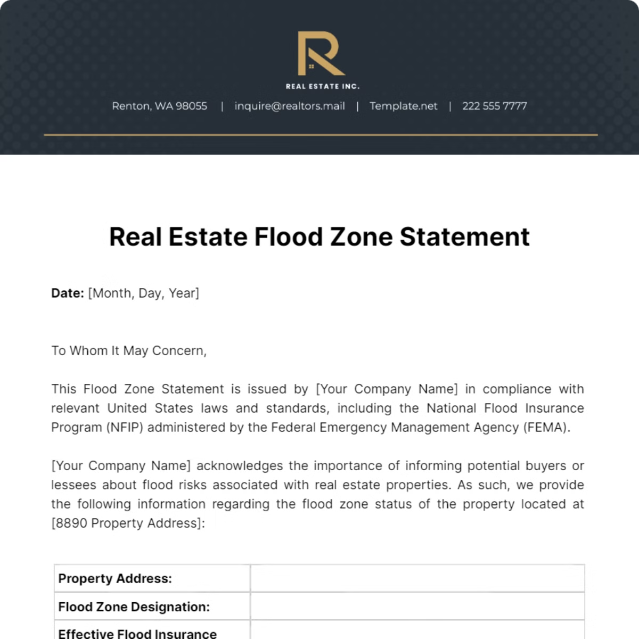 REAL ESTATE INC.
Renton, WA 98055 | inquire@realtors.mail | Template.net | 222 555 7777
Real Estate Flood Zone Statement
Date: [Month, Day, Year]
To Whom It May Concern,
This Flood Zone Statement is issued by [Your Company Name] in compliance with
relevant United States laws and standards, including the National Flood Insurance
Program (NFIP) administered by the Federal Emergency Management Agency (FEMA).
[Your Company Name] acknowledges the importance of informing potential buyers or
lessees about flood risks associated with real estate properties. As such, we provide
the following information regarding the flood zone status of the property located at
[8890 Property Address]:
Property Address:
Flood Zone Designation:
Effective Flood Insurance